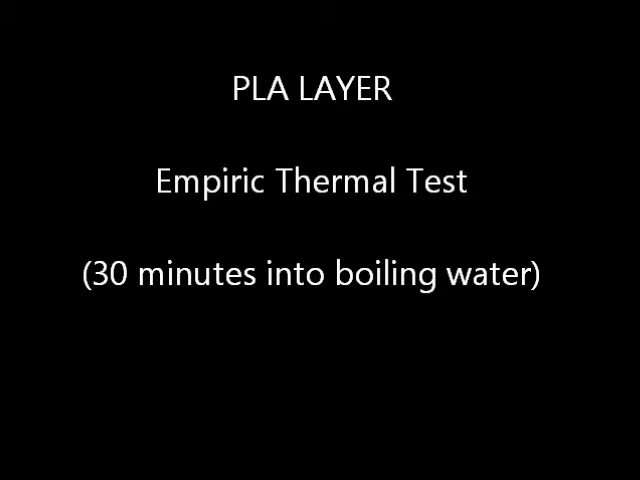 PLA LAYER
Empiric Thermal Test
(30 minutes into boiling water)